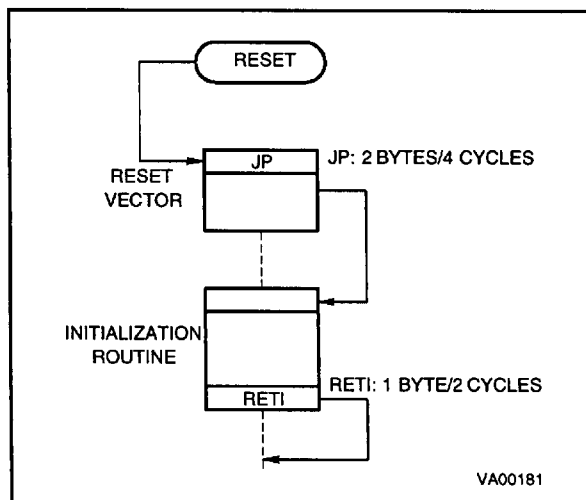 RESET
JP
JP: 2 BYTES/4 CYCLES
RESET
VECTOR
INITIALIZATION
ROUTINE
RETI: 1 BYTE/2 CYCLES
RETI
VA00181